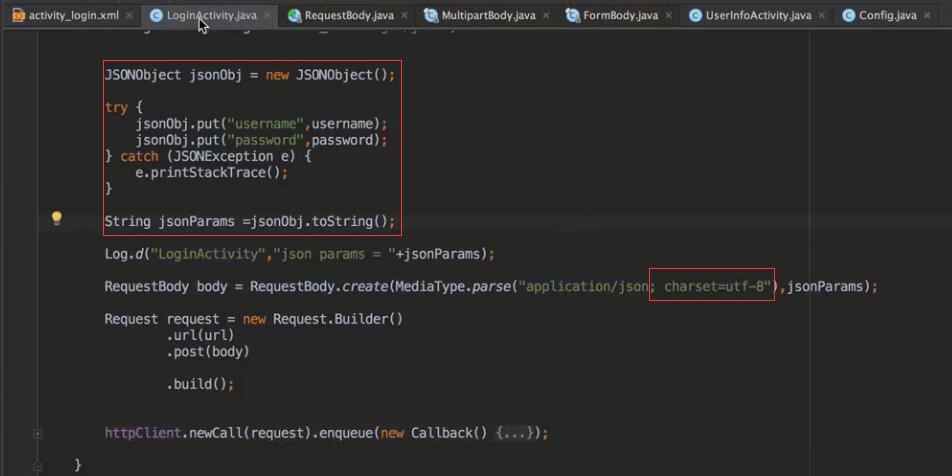 activity_login.xml × LoginActivity.java × RequestBody.java × MultipartBody.java × FormBody.java × UserInfoActivity.java × Config.java ×
JSONObject jsonObj = new JSONObject();
try {
jsonObj.put("username",username);
jsonObj.put("password",password);
} catch (JSONException e) {
e.printStackTrace();
}
String jsonParams =jsonObj.toString();
Log.d("LoginActivity","json params = "+jsonParams);
RequestBody body = RequestBody.create(MediaType.parse("application/json; charset=utf-8"),jsonParams);
Request request = new Request.Builder()
.url(url)
.post(body)
.build();
httpClient.newCall(request).enqueue(new Callback() {...});
}